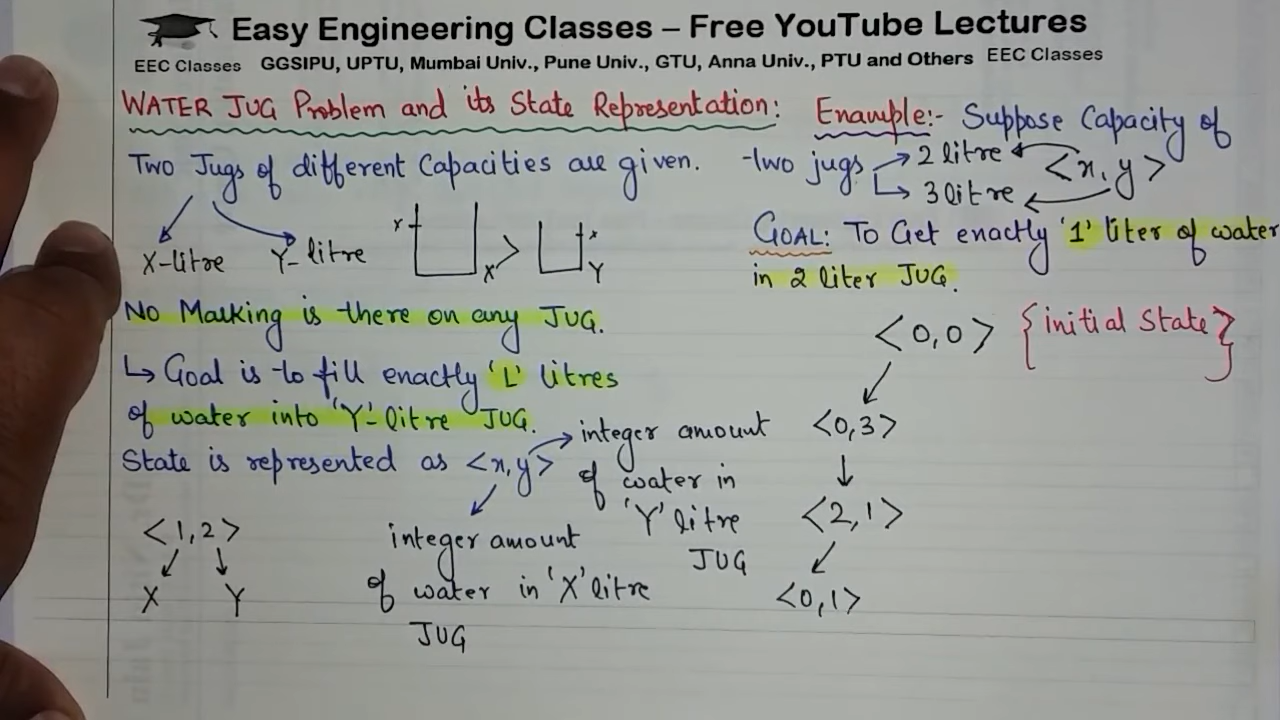 Easy Engineering Classes – Free YouTube Lectures
EEC Classes GGSIPU, UPTU, Mumbai Univ., Pune Univ., GTU, Anna Univ., PTU and Others EEC Classes
WATER JUG Problem and its State Representation:
Two Jugs of different Capacities are given.
X-litre Y-litre
x X > x Y
No Marking is there on any JUG.
↳ Goal is to fill exactly 'L' litres
of water into 'Y'-litre JUG.
State is represented as <x,y>
integer amount
of water in
'Y' litre
JUG
<1,2>
X Y
integer amount
of water in 'X' litre
JUG
Example:- Suppose Capacity of
two jugs → 2 litre <x,y>
↳ 3 litre
GOAL: To Get exactly '1' liter of water
in 2 liter JUG.
<0,0> {initial State}
<0,3>
<2,1>
<0,1>